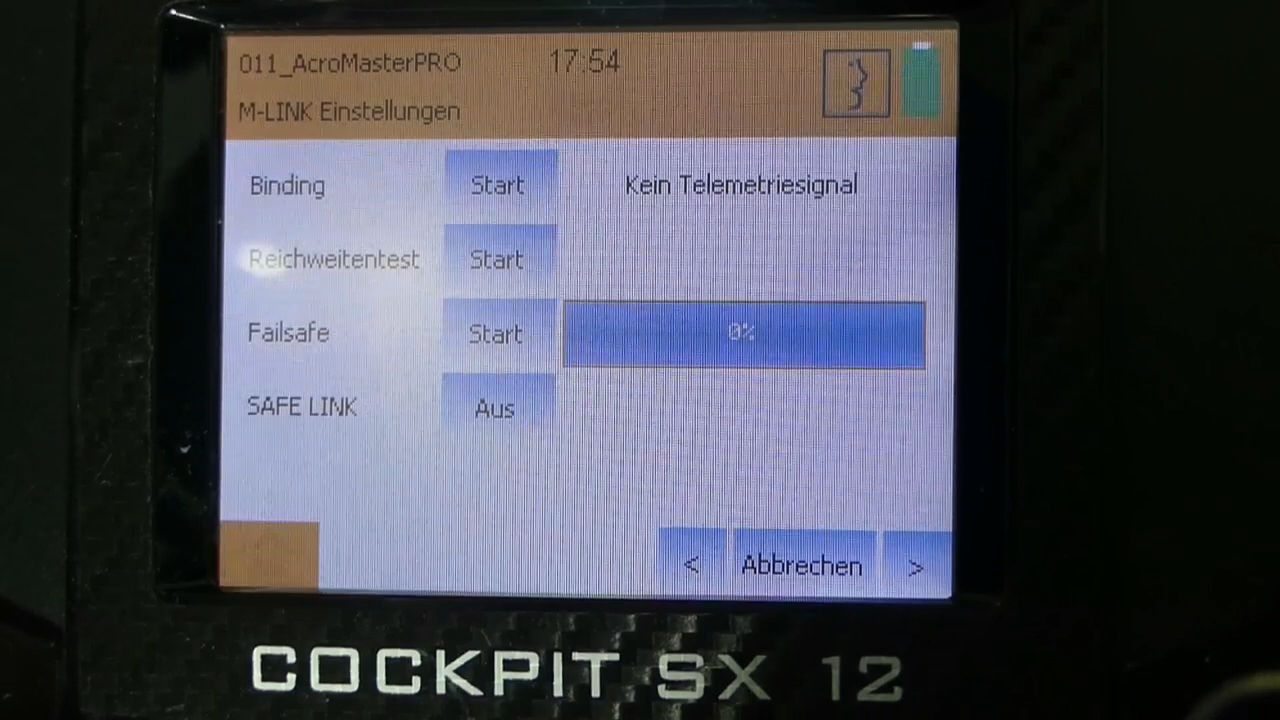 011_AcroMasterPRO 17:54
M-LINK Einstellungen
Binding Start Kein Telemetriesignal
Reichweitentest Start
Failsafe Start 0%
SAFE LINK Aus
< Abbrechen >
COCKPIT SX 12